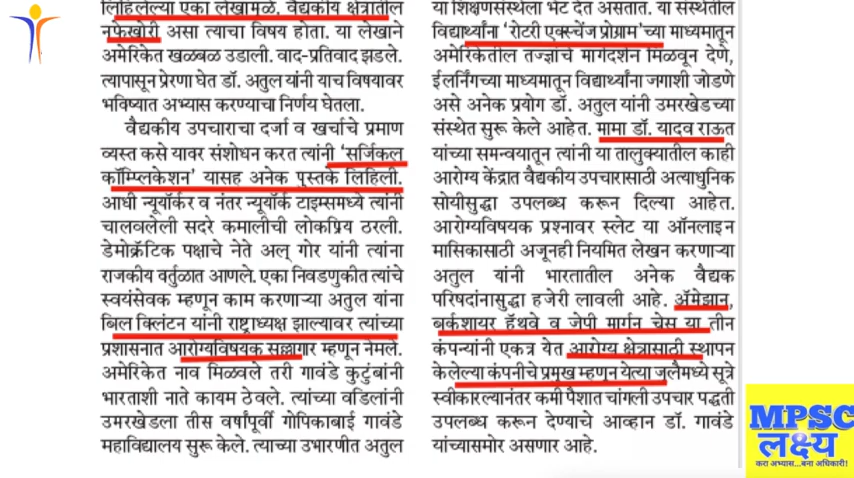 लिहिलेल्या एका लेखामुळे. वैद्यकीय क्षेत्रातील
नफेखोरी असा त्याचा विषय होता. या लेखाने
अमेरिकेत खळबळ उडाली. वाद-प्रतिवाद झडले.
त्यापासून प्रेरणा घेत डॉ. अतुल यांनी याच विषयावर
भविष्यात अभ्यास करण्याचा निर्णय घेतला.
वैद्यकीय उपचाराचा दर्जा व खर्चाचे प्रमाण
व्यस्त कसे यावर संशोधन करत त्यांनी ‘सर्जिकल
कॉम्प्लिकेशन’ यासह अनेक पुस्तके लिहिली.
आधी न्यूयॉर्कर व नंतर न्यूयॉर्क टाइम्समध्ये त्यांनी
चालवलेली सदरे कमालीची लोकप्रिय ठरली.
डेमोक्रॅटिक पक्षाचे नेते अल् गोर यांनी त्यांना
राजकीय वर्तुळात आणले. एका निवडणुकीत त्यांचे
स्वयंसेवक म्हणून काम करणाऱ्या अतुल यांना
बिल क्लिंटन यांनी राष्ट्राध्यक्ष झाल्यावर त्यांच्या
प्रशासनात आरोग्यविषयक सल्लागार म्हणून नेमले.
अमेरिकेत नाव मिळवले तरी गावंडे कुटुंबांनी
भारताशी नाते कायम ठेवले. त्यांच्या वडिलांनी
उमरखेडला तीस वर्षांपूर्वी गोपिकाबाई गावंडे
महाविद्यालय सुरू केले. त्याच्या उभारणीत अतुल
या शिक्षणसंस्थेला भेट देत असतात. या संस्थेतील
विद्यार्थ्यांना ‘रोटरी एक्स्चेंज प्रोग्राम’च्या माध्यमातून
अमेरिकेतील तज्ज्ञांचे मार्गदर्शन मिळवून देणे,
ईलर्निंगच्या माध्यमातून विद्यार्थ्यांना जगाशी जोडणे
असे अनेक प्रयोग डॉ. अतुल यांनी उमरखेडच्या
संस्थेत सुरू केले आहेत. मामा डॉ. यादव राऊत
यांच्या समन्वयातून त्यांनी या तालुक्यातील काही
आरोग्य केंद्रात वैद्यकीय उपचारासाठी अत्याधुनिक
सोयीसुद्धा उपलब्ध करून दिल्या आहेत.
आरोग्यविषयक प्रश्नावर स्लेट या ऑनलाइन
मासिकासाठी अजूनही नियमित लेखन करणाऱ्या
अतुल यांनी भारतातील अनेक वैद्यक
परिषदांनासुद्धा हजेरी लावली आहे. ॲमेझान,
बर्कशायर हॅथवे व जेपी मार्गन चेस या तीन
कंपन्यांनी एकत्र येत आरोग्य क्षेत्रासाठी स्थापन
केलेल्या कंपनीचे प्रमुख म्हणून येत्या जुलैमध्ये सूत्रे
स्वीकारल्यानंतर कमी पैशात चांगली उपचार पद्धती
उपलब्ध करून देण्याचे आव्हान डॉ. गावंडे
यांच्यासमोर असणार आहे.
MPSC
लक्ष्य
करा अभ्यास...बना अधिकारी!